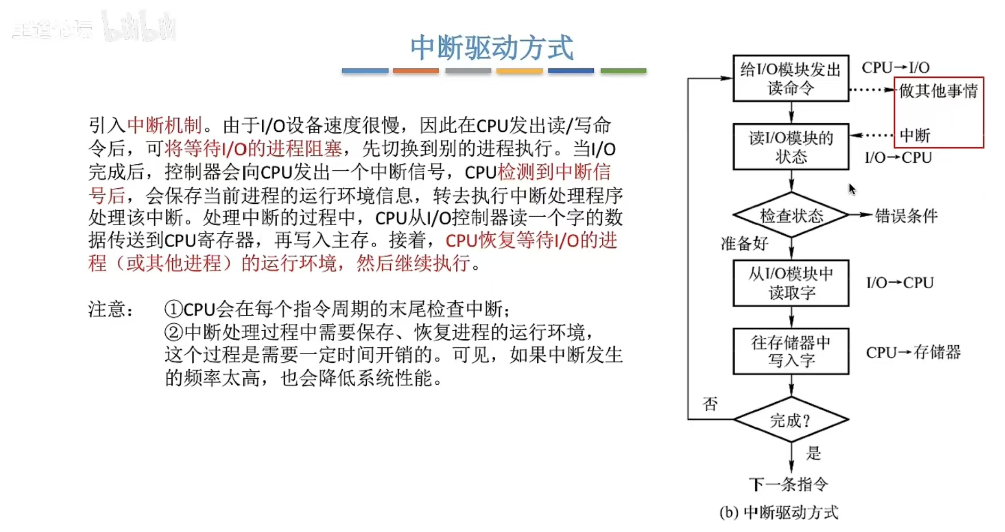 中断驱动方式
引入中断机制。由于I/O设备速度很慢，因此在CPU发出读/写命
令后，可将等待I/O的进程阻塞，先切换到别的进程执行。当I/O
完成后，控制器会向CPU发出一个中断信号，CPU检测到中断信
号后，会保存当前进程的运行环境信息，转去执行中断处理程序
处理该中断。处理中断的过程中，CPU从I/O控制器读一个字的数
据传送到CPU寄存器，再写入主存。接着，CPU恢复等待I/O的进
程（或其他进程）的运行环境，然后继续执行。
注意： ①CPU会在每个指令周期的末尾检查中断；
②中断处理过程中需要保存、恢复进程的运行环境，
这个过程是需要一定时间开销的。可见，如果中断发生
的频率太高，也会降低系统性能。
给I/O模块发出
读命令
CPU→I/O
做其他事情
读I/O模块的
状态
中断
I/O→CPU
检查状态
错误条件
准备好
从I/O模块中
读取字
I/O→CPU
往存储器中
写入字
CPU→存储器
否
完成？
是
下一条指令
(b) 中断驱动方式